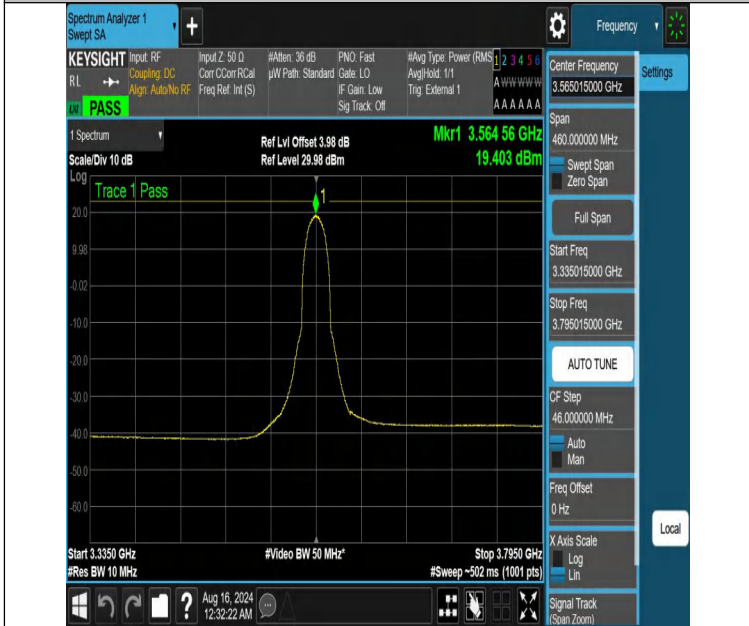 Spectrum Analyzer 1
Swept SA
+
Frequency
KEYSIGHT
RL
LXI
PASS
Input: RF
Coupling: DC
Align: Auto/No RF
Input Z: 50 Ω
Corr CCorr RCal
Freq Ref: Int (S)
#Atten: 36 dB
µW Path: Standard
PNO: Fast
Gate: LO
IF Gain: Low
Sig Track: Off
#Avg Type: Power (RMS
Avg|Hold: 1/1
Trig: External 1
1 2 3 4 5 6
A W W W W W
A A A A A A
1 Spectrum
Scale/Div 10 dB
Log
Ref Lvl Offset 3.98 dB
Ref Level 29.98 dBm
Mkr1 3.564 56 GHz
19.403 dBm
Trace 1 Pass
1
20.0
9.98
-0.02
-10.0
-20.0
-30.0
-40.0
-50.0
-60.0
Start 3.3350 GHz
#Res BW 10 MHz
#Video BW 50 MHz*
Stop 3.7950 GHz
#Sweep ~502 ms (1001 pts)
?
Aug 16, 2024
12:32:22 AM
Center Frequency
3.565015000 GHz
Settings
Span
460.000000 MHz
Swept Span
Zero Span
Full Span
Start Freq
3.335015000 GHz
Stop Freq
3.795015000 GHz
AUTO TUNE
CF Step
46.000000 MHz
Auto
Man
Freq Offset
0 Hz
X Axis Scale
Log
Lin
Local
Signal Track
(Span Zoom)